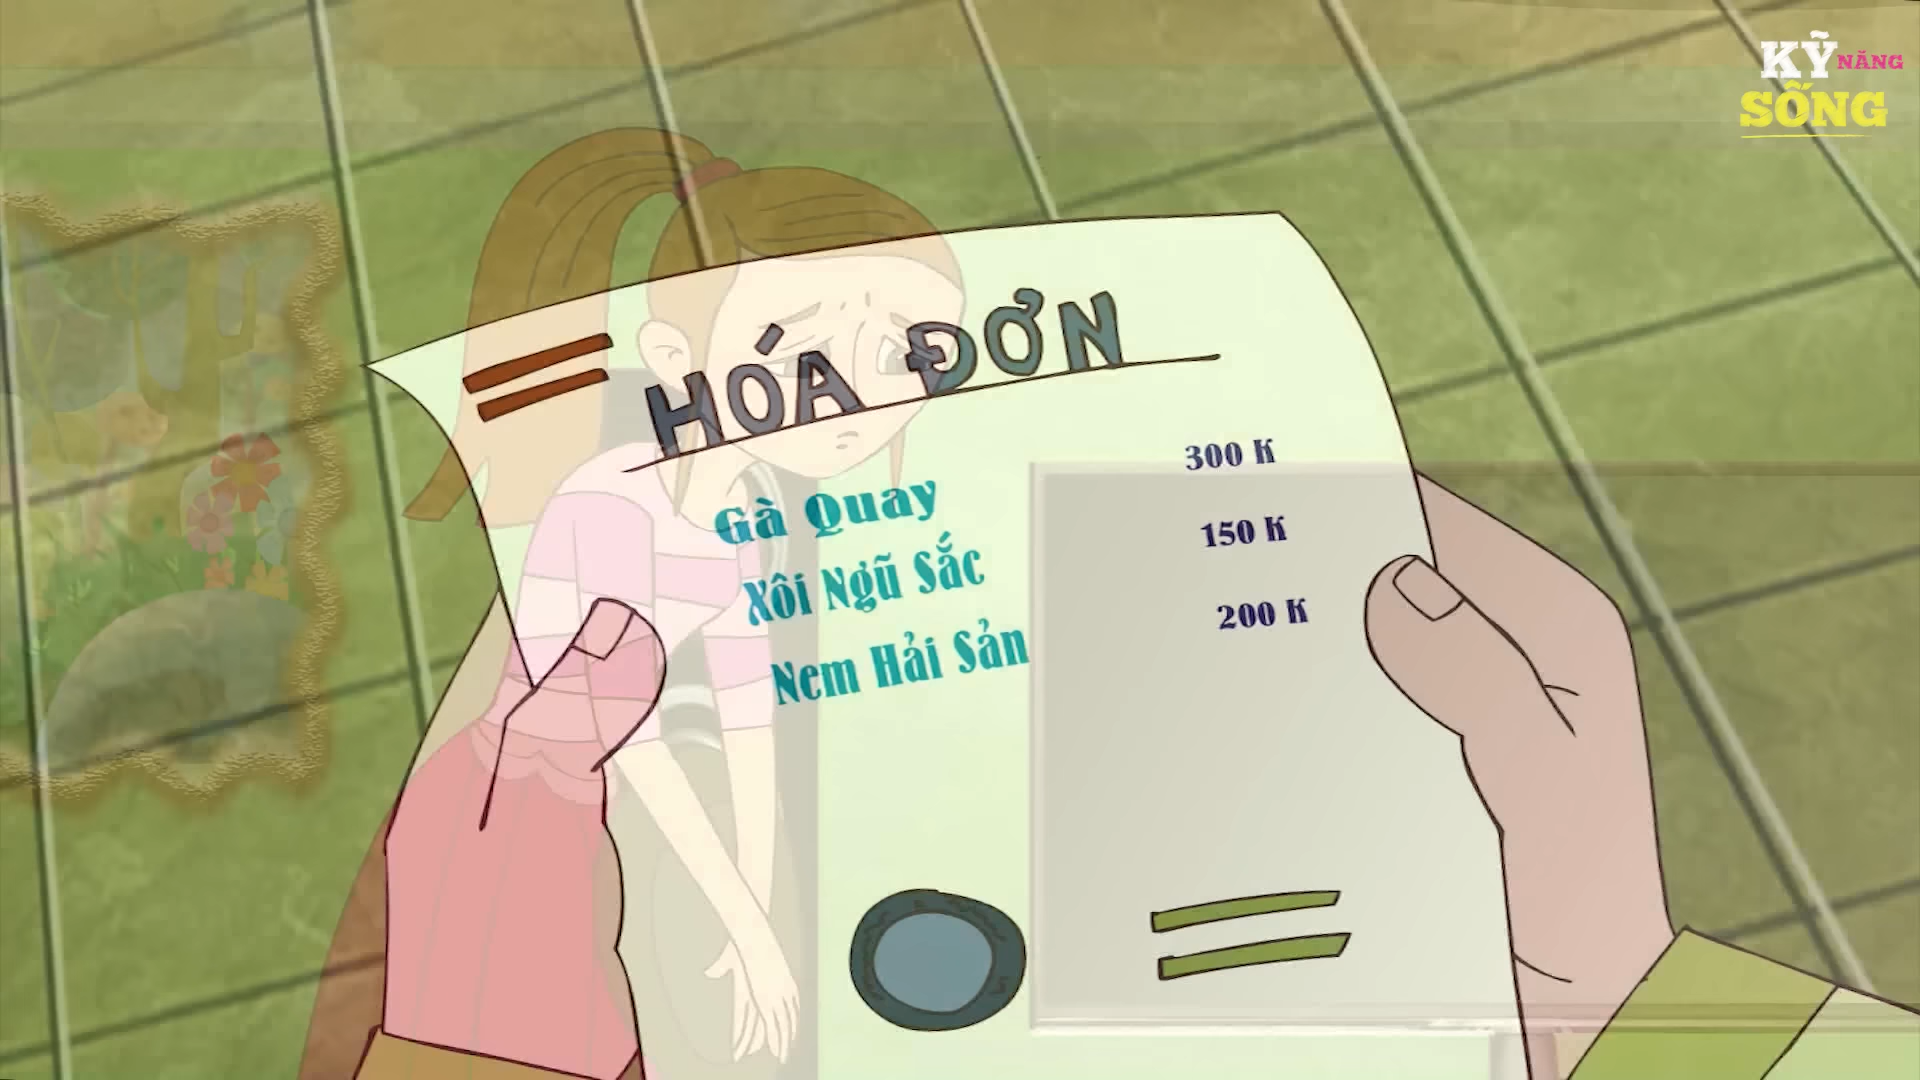 KỸ NĂNG
SỐNG
HÓA ĐƠN
Gà Quay 300 K
Xôi Ngũ Sắc 150 K
Nem Hải Sản 200 K